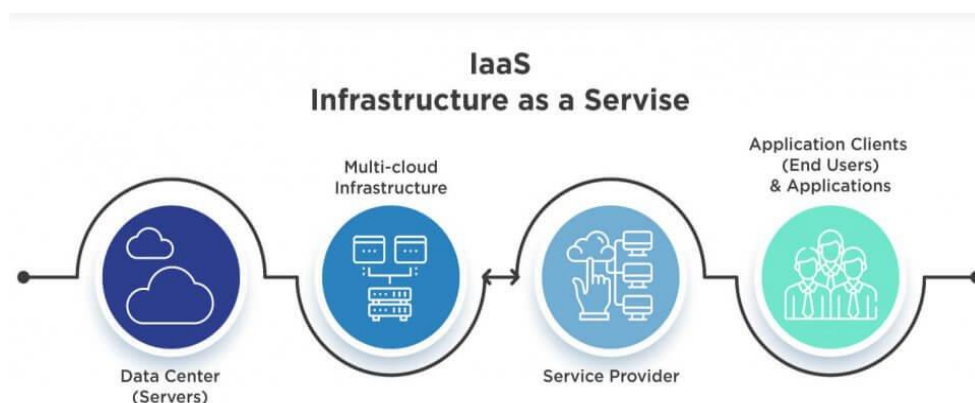 IaaS
Infrastructure as a Servise
Multi-cloud
Infrastructure
Application Clients
(End Users)
& Applications
Data Center
(Servers)
Service Provider